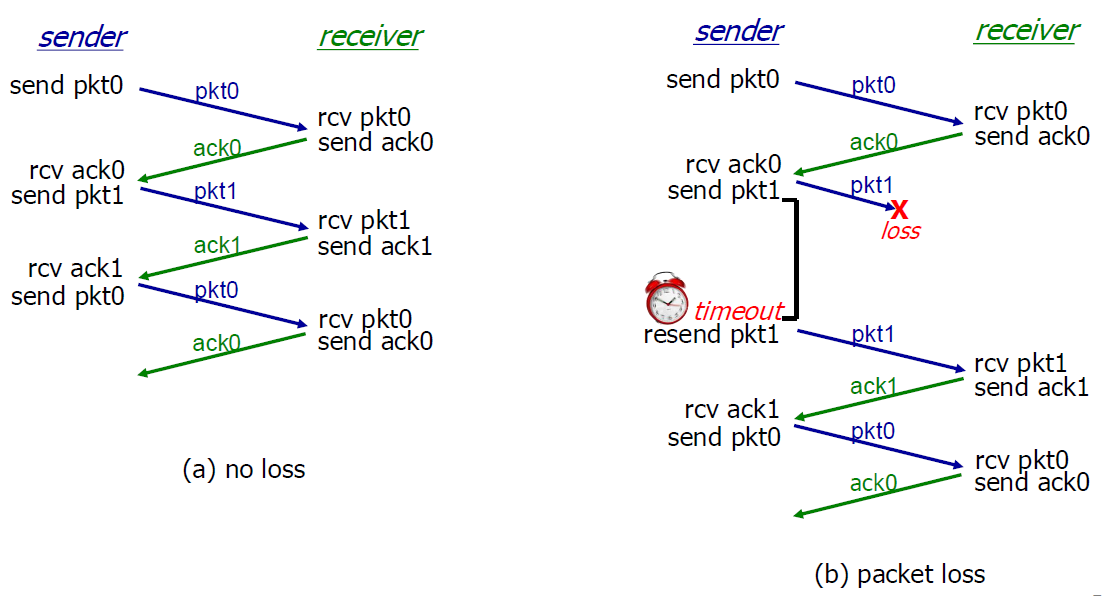 sender
receiver
send pkt0
pkt0
rcv pkt0
send ack0
ack0
rcv ack0
send pkt1
pkt1
rcv pkt1
send ack1
ack1
rcv ack1
send pkt0
pkt0
rcv pkt0
send ack0
ack0
(a) no loss
sender
receiver
send pkt0
pkt0
rcv pkt0
send ack0
ack0
rcv ack0
send pkt1
pkt1
X
loss
timeout
resend pkt1
pkt1
rcv pkt1
send ack1
ack1
rcv ack1
send pkt0
pkt0
rcv pkt0
send ack0
ack0
(b) packet loss